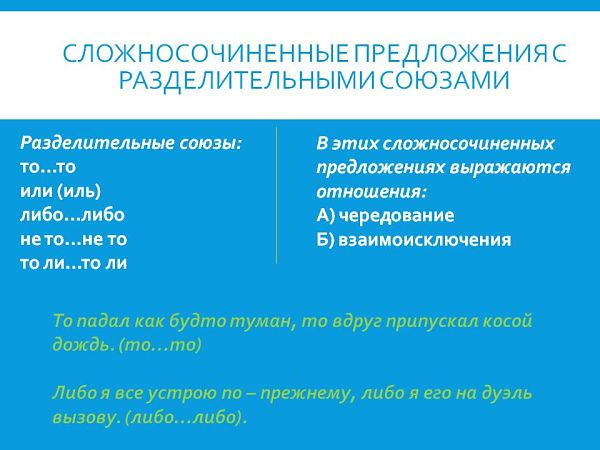 СЛОЖНОСОЧИНЕННЫЕ ПРЕДЛОЖЕНИЯ С
РАЗДЕЛИТЕЛЬНЫМИ СОЮЗАМИ
Разделительные союзы:
то…то
или (иль)
либо…либо
не то…не то
то ли…то ли
В этих сложносочиненных
предложениях выражаются
отношения:
А) чередование
Б) взаимоисключения
То падал как будто туман, то вдруг припускал косой
дождь. (то…то)
Либо я все устрою по – прежнему, либо я его на дуэль
вызову. (либо…либо).